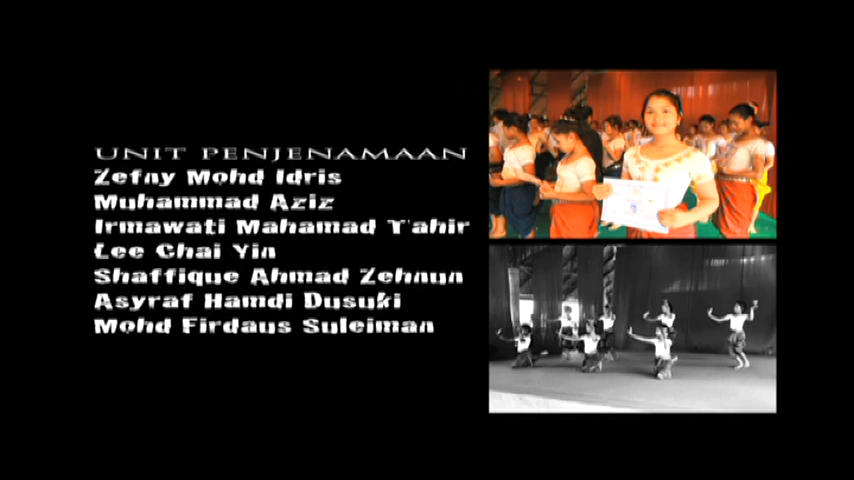 UNIT PENJENAMAAN
Zefny Mohd Idris
Muhammad Aziz
Irmawati Mahamad Tahir
Lee Chai Yin
Shaffique Ahmad Zehnun
Asyraf Hamdi Dusuki
Mohd Firdaus Suleiman